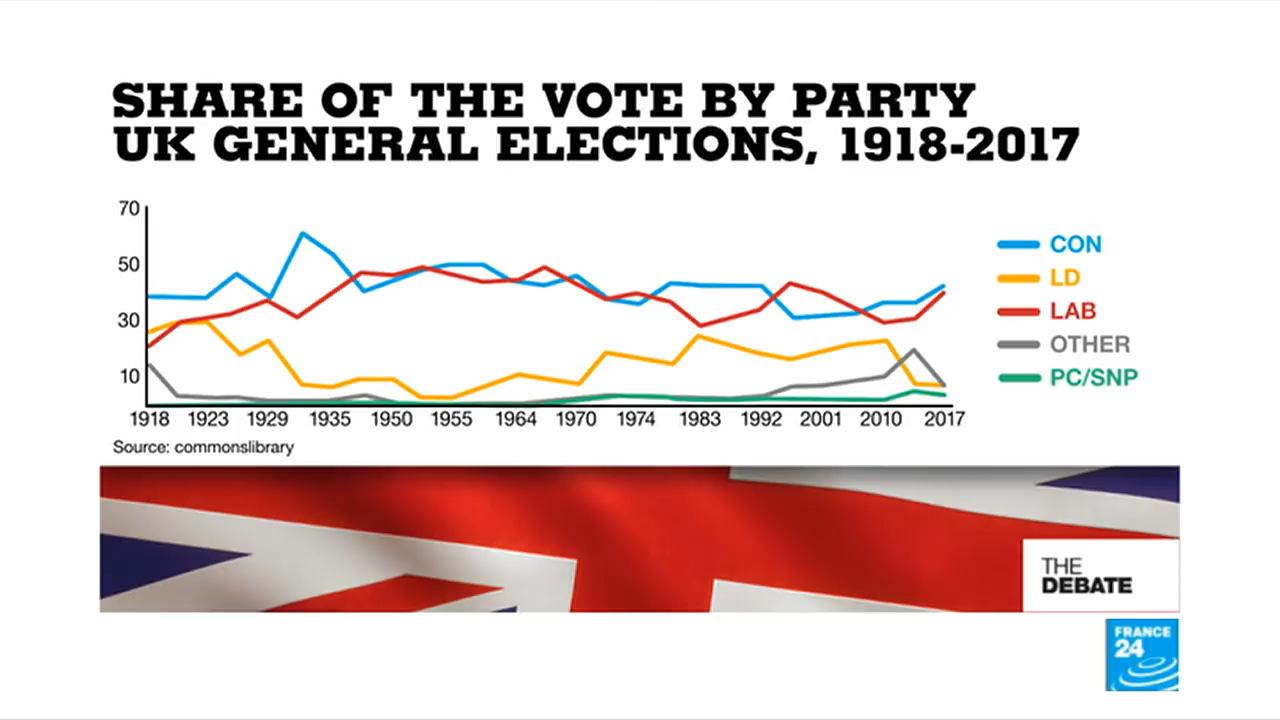 SHARE OF THE VOTE BY PARTY
UK GENERAL ELECTIONS, 1918-2017
70
50
30
10
1918 1923 1929 1935 1950 1955 1964 1970 1974 1983 1992 2001 2010 2017
CON
LD
LAB
OTHER
PC/SNP
Source: commonslibrary
THE
DEBATE
FRANCE
24